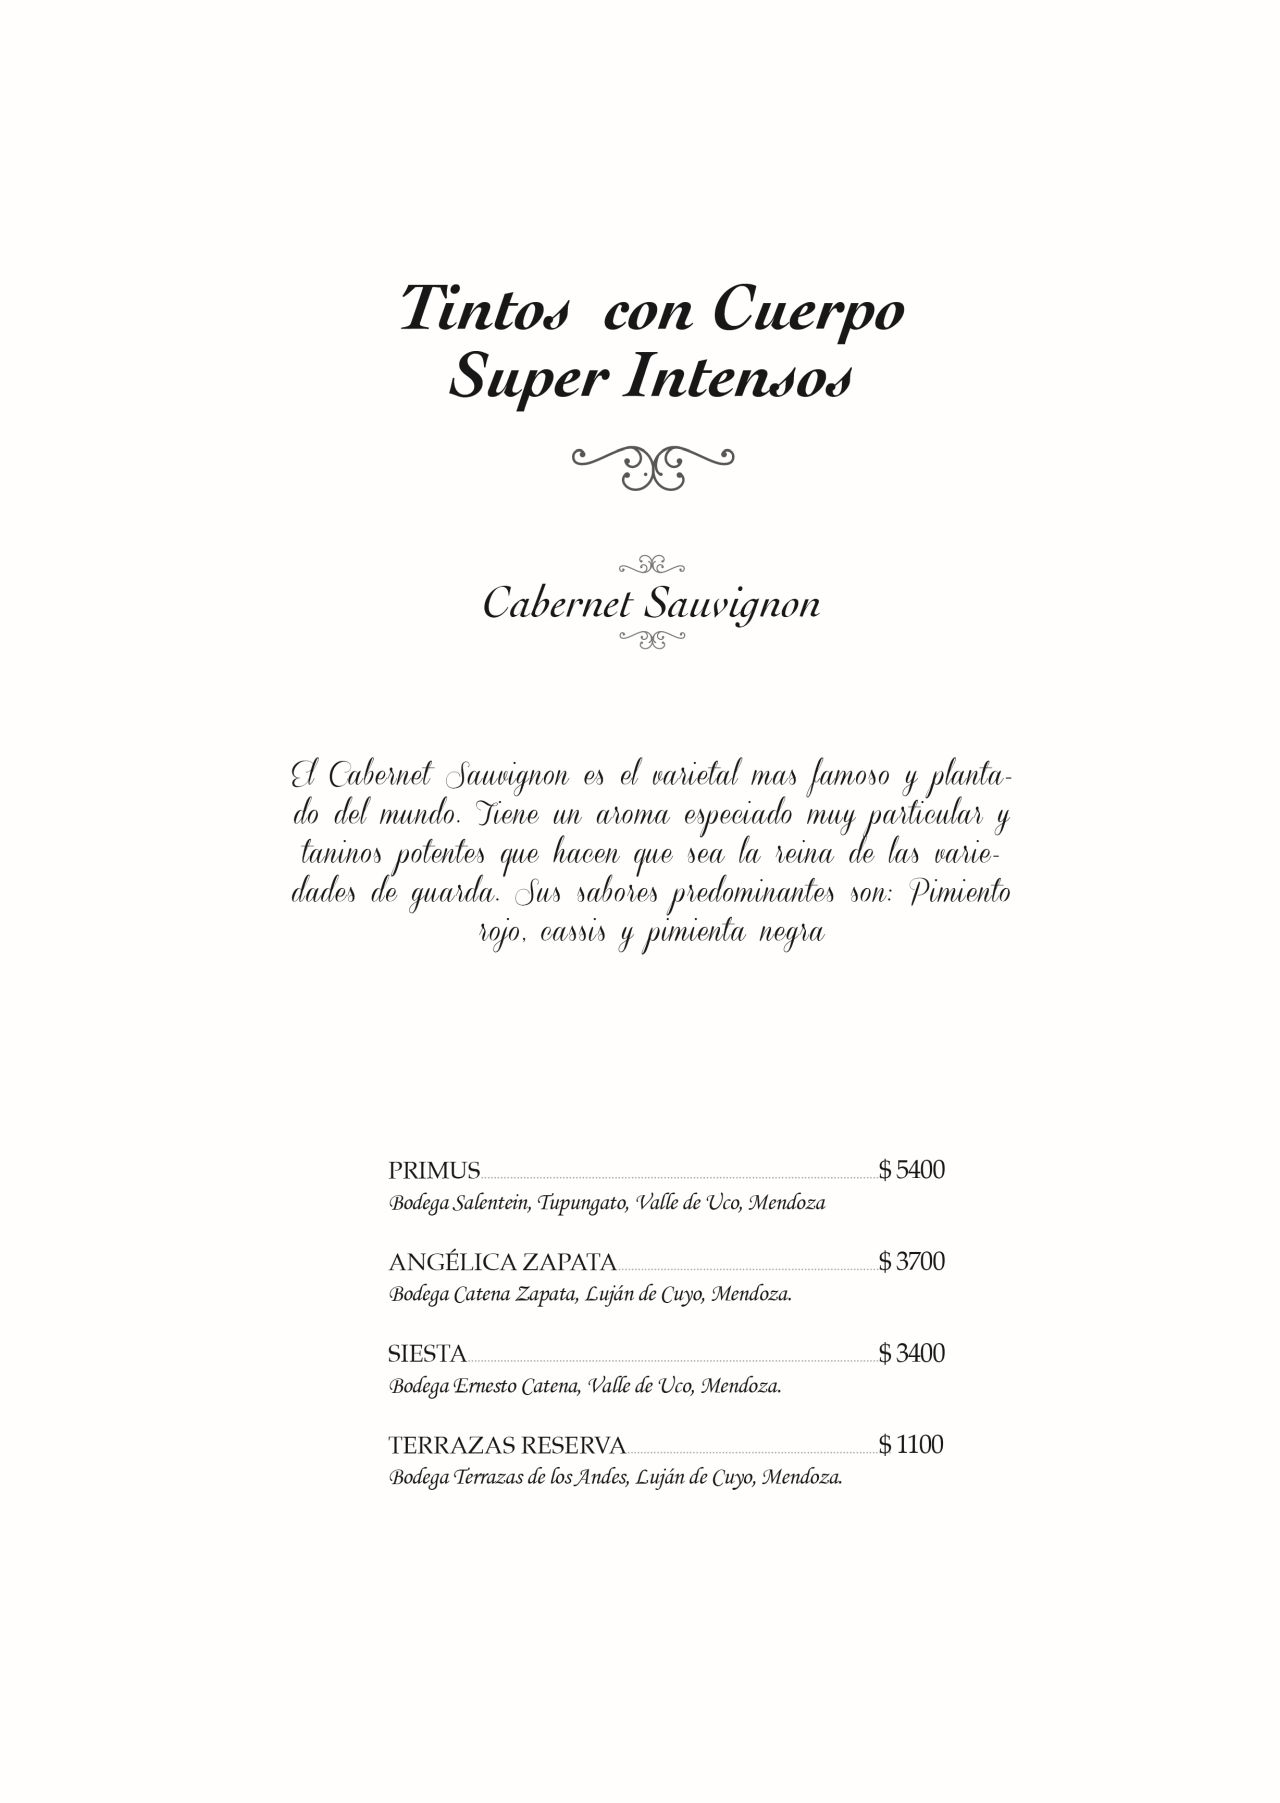 Tintos con Cuerpo
Super Intensos
Cabernet Sauvignon
El Cabernet Sauvignon es el varietal mas famoso y planta-
do del mundo. Tiene un aroma especiado muy particular y
taninos potentes que hacen que sea la reina de las varie-
dades de guarda. Sus sabores predominantes son: Pimiento
rojo, cassis y pimienta negra
PRIMUS $ 5400
Bodega Salentein, Tupungato, Valle de Uco, Mendoza
ANGÉLICA ZAPATA $ 3700
Bodega Catena Zapata, Luján de Cuyo, Mendoza.
SIESTA $ 3400
Bodega Ernesto Catena, Valle de Uco, Mendoza.
TERRAZAS RESERVA $ 1100
Bodega Terrazas de los Andes, Luján de Cuyo, Mendoza.